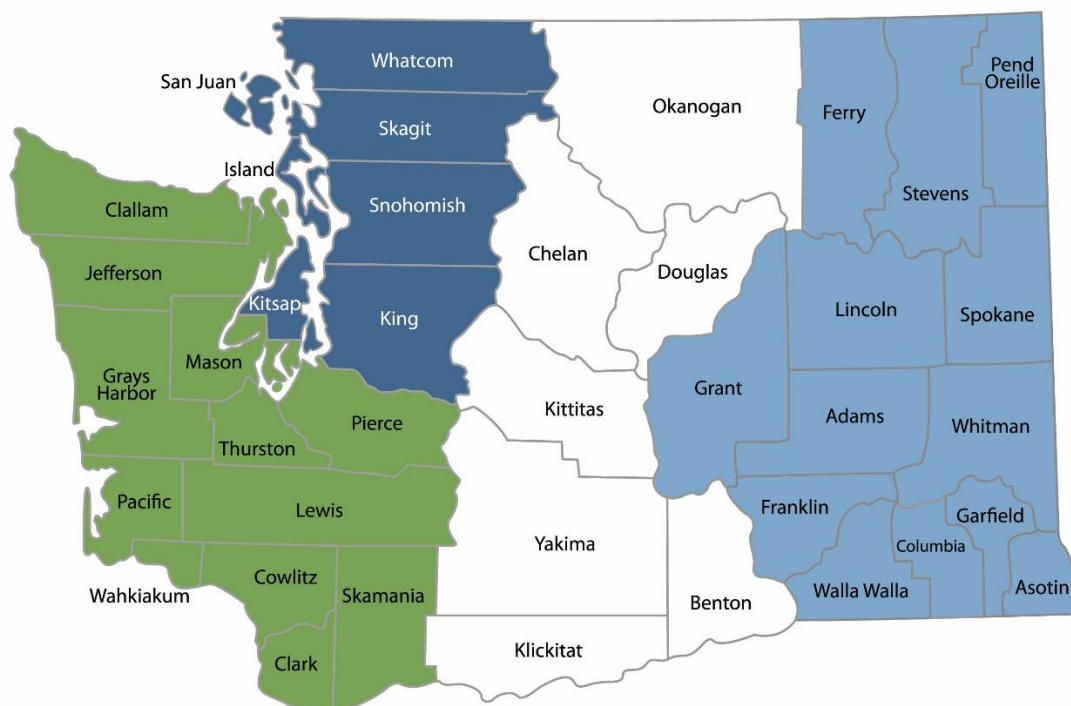 Whatcom
San Juan
Skagit
Okanogan
Ferry
Pend
Oreille
Island
Stevens
Clallam
Snohomish
Jefferson
Chelan
Douglas
Kitsap
King
Lincoln
Spokane
Mason
Grays
Harbor
Kittitas
Grant
Adams
Whitman
Pierce
Thurston
Pacific
Lewis
Franklin
Garfield
Yakima
Columbia
Wahkiakum
Cowlitz
Skamania
Benton
Walla Walla
Asotin
Clark
Klickitat